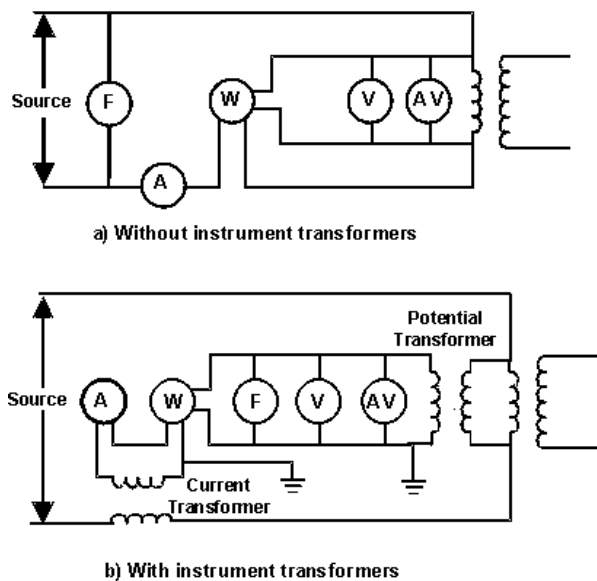 Source
F
A
W
V
AV
a) Without instrument transformers
Potential
Transformer
Source
A
W
F
V
AV
Current
Transformer
b) With instrument transformers